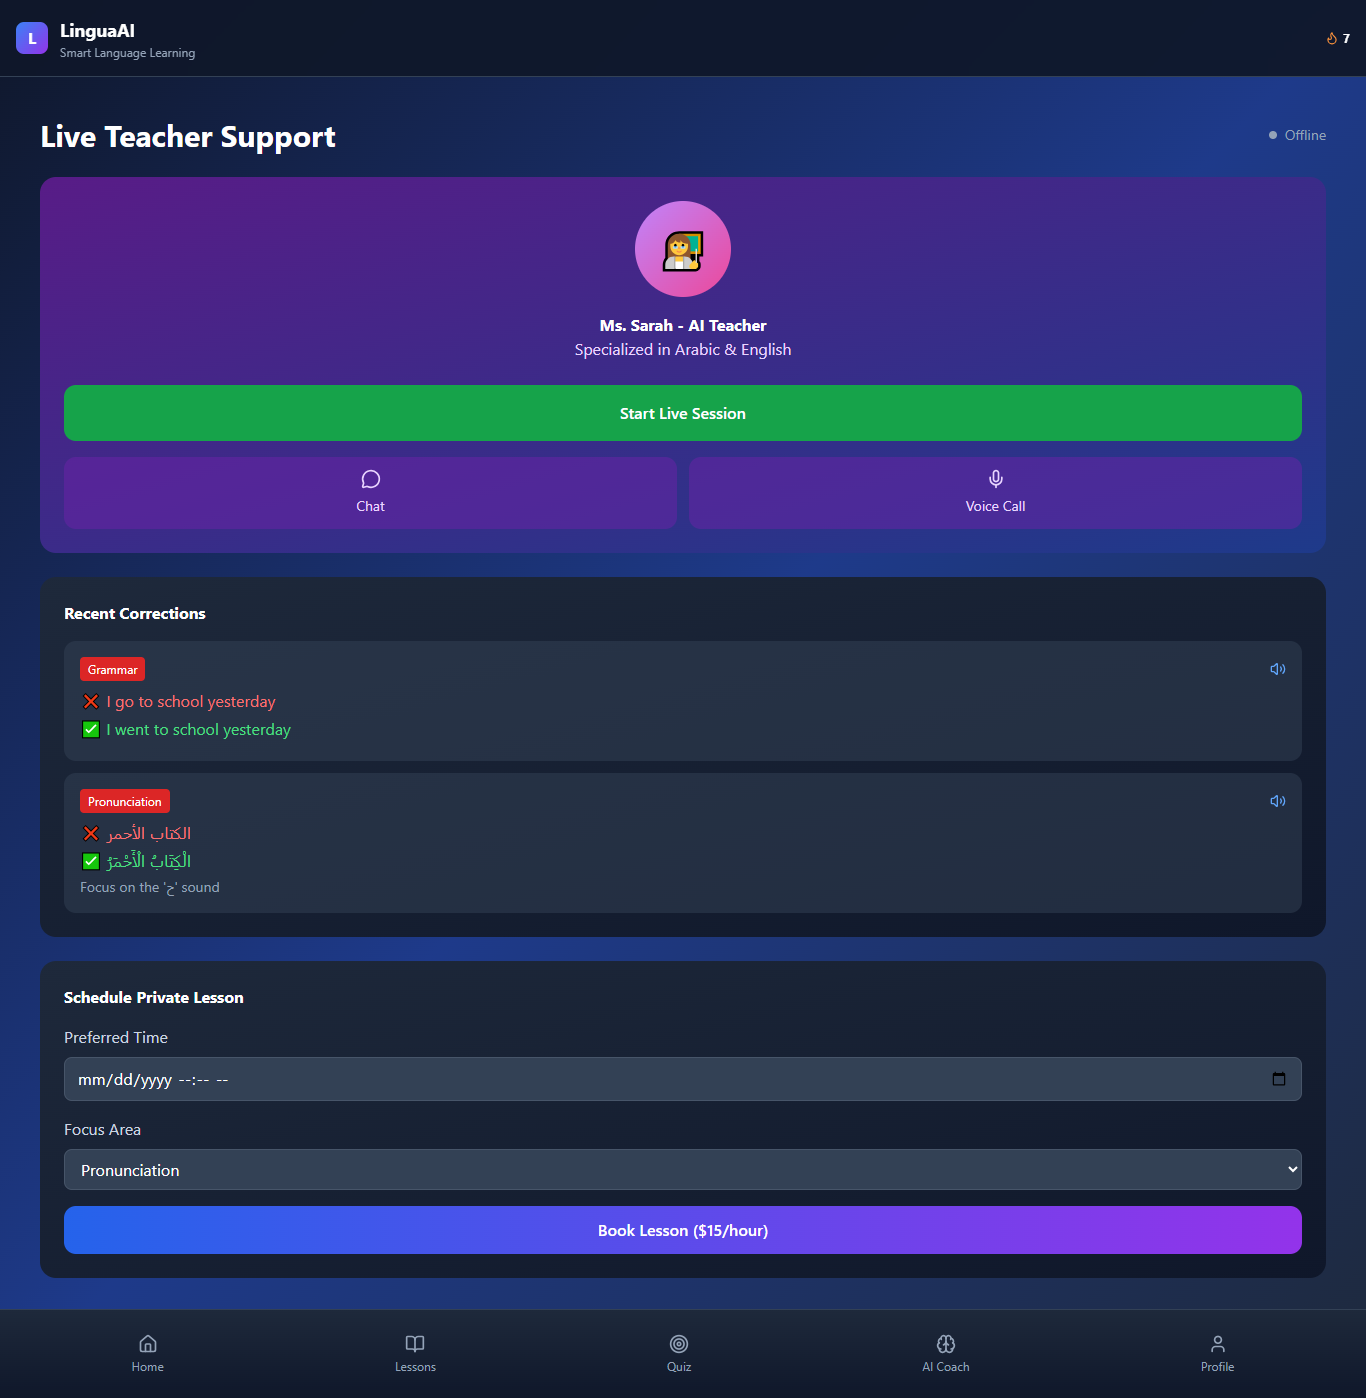 L
LinguaAI
Smart Language Learning
7
Live Teacher Support
Offline
Ms. Sarah - AI Teacher
Specialized in Arabic & English
Start Live Session
Chat
Voice Call
Recent Corrections
Grammar
❌ I go to school yesterday
✅ I went to school yesterday
Pronunciation
❌ الكتاب الأحمر
✅ الْكِتَابُ الْأَحْمَرُ
Focus on the 'ح' sound
Schedule Private Lesson
Preferred Time
mm/dd/yyyy --:-- --
Focus Area
Pronunciation
Book Lesson ($15/hour)
Home
Lessons
Quiz
AI Coach
Profile